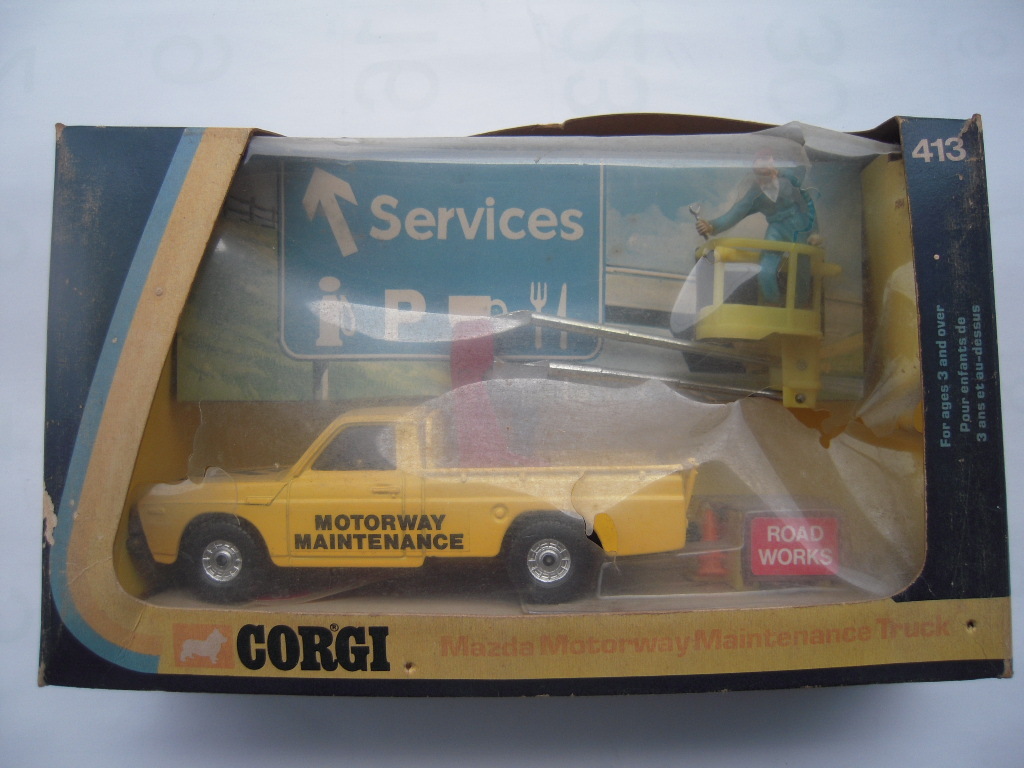 413
Services
i P
For ages 3 and over
Pour enfants de
3 ans et au-dessus
MOTORWAY
MAINTENANCE
ROAD
WORKS
CORGI®
Mazda Motorway Maintenance Truck